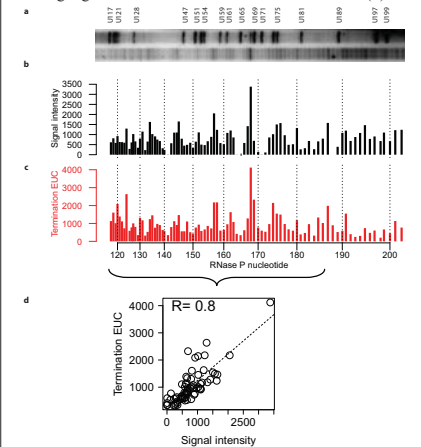 a
U117
U121
U128
U147
U151
U154
U159
U161
U165
U169
U171
U175
U181
U189
U197
U199
b
Signal intensity
3500
3000
2500
2000
1500
1000
500
0
c
Termination EUC
4000
3000
2000
1000
0
120 130 140 150 160 170 180 190 200
RNase P nucleotide
d
R= 0.8
Termination EUC
4000
3000
2000
1000
0 1000 2500
Signal intensity